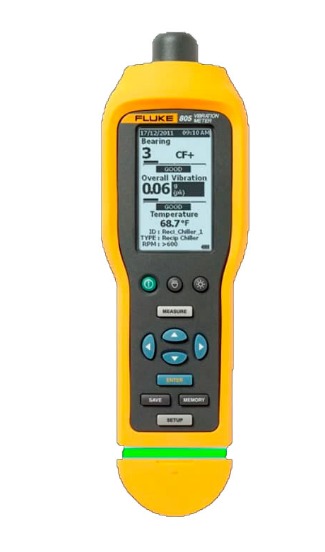 FLUKE 805 VIBRATION METER
17/12/2011 09:10 AM
Bearing
3 CF+
GOOD
Overall Vibration
0.06 g (pk)
GOOD
Temperature
68.7°F
ID : Reci_Chiller_1
TYPE : Recip Chiller
RPM : >600
MEASURE
ENTER
SAVE MEMORY
SETUP